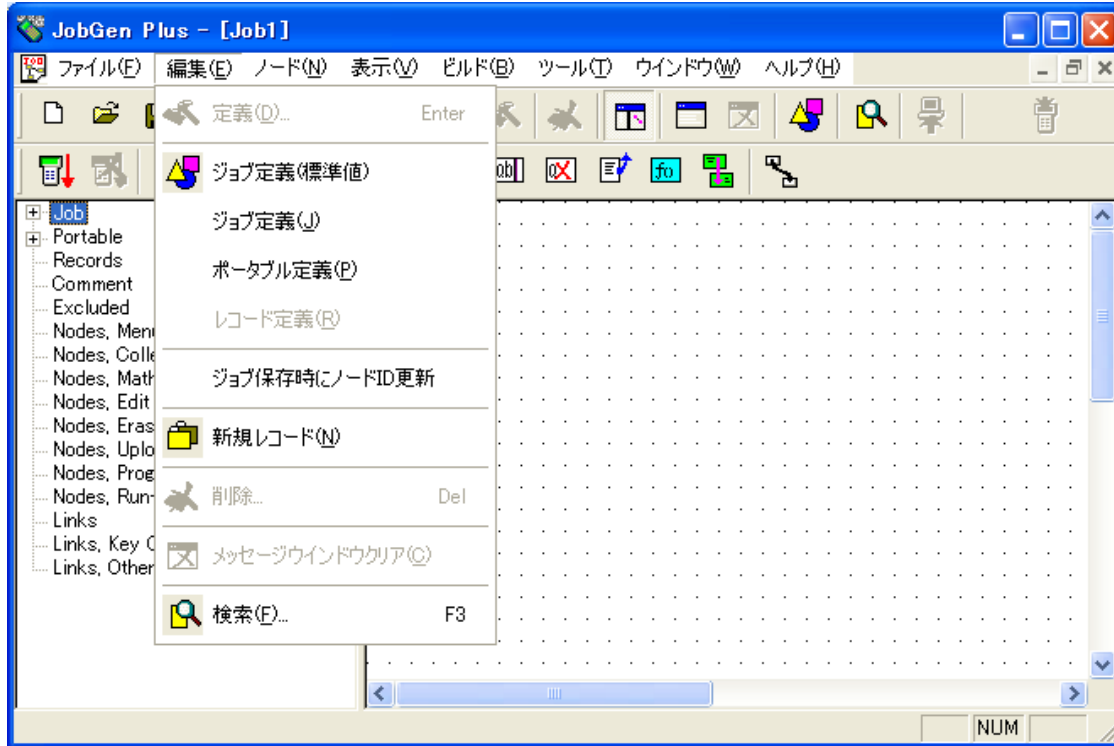 JobGen Plus - [Job1]
ファイル(F) 編集(E) ノード(N) 表示(V) ビルド(B) ツール(T) ウインドウ(W) ヘルプ(H)
定義(D)... Enter
ジョブ定義(標準値)
ジョブ定義(J)
ポータブル定義(P)
レコード定義(R)
ジョブ保存時にノードID更新
新規レコード(N)
削除... Del
メッセージウインドウクリア(C)
検索(F)... F3
Job
Portable
Records
Comment
Excluded
Nodes, Menu
Nodes, Colle
Nodes, Math
Nodes, Edit
Nodes, Eras
Nodes, Uplo
Nodes, Prog
Nodes, Run-
Links
Links, Key
Links, Other
NUM